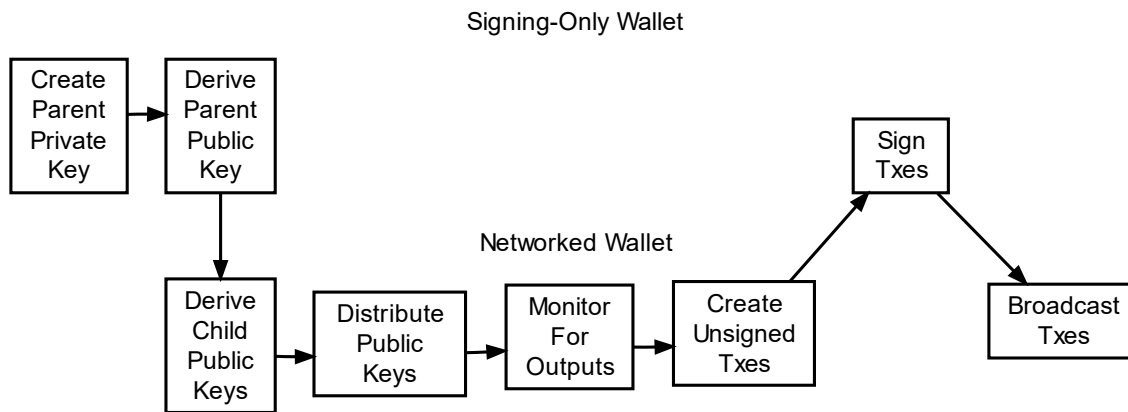 Signing-Only Wallet
Create
Parent
Private
Key
Derive
Parent
Public
Key
Sign
Txes
Networked Wallet
Derive
Child
Public
Keys
Distribute
Public
Keys
Monitor
For
Outputs
Create
Unsigned
Txes
Broadcast
Txes